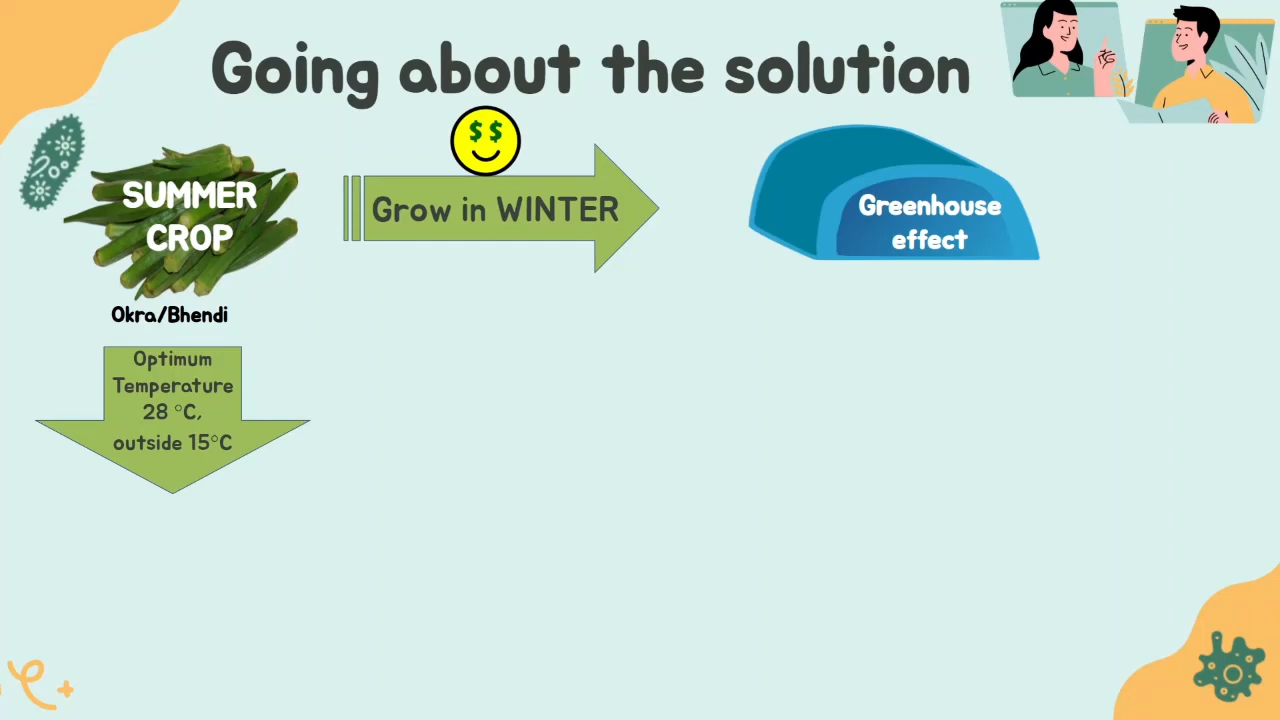 Going about the solution
$ $
SUMMER
CROP
Grow in WINTER
Greenhouse
effect
Okra/Bhendi
Optimum
Temperature
28 °C,
outside 15°C